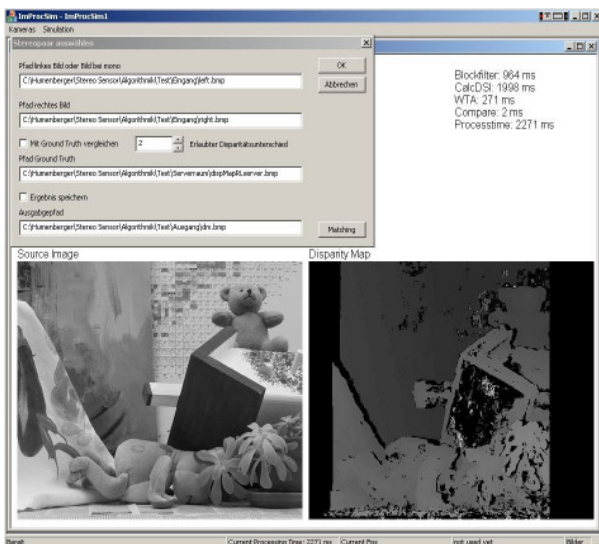 ImProcSim - ImProcSim1
Kameras Simulation
Stereopaar auswählen
Pfad linkes Bild oder Bild bei mono
C:\Humenberger\Stereo Sensor\Algorithmik\Test\Eingang\left.bmp
OK
Abbrechen
Pfad rechtes Bild
C:\Humenberger\Stereo Sensor\Algorithmik\Test\Eingang\right.bmp
Mit Ground Truth vergleichen 2 Erlaubter Disparitätsunterschied
Pfad Ground Truth
C:\Humenberger\Stereo Sensor\Algorithmik\Test\Serverraum\dispMapRLserver.bmp
Ergebnis speichern
Ausgabepfad
C:\Humenberger\Stereo Sensor\Algorithmik\Test\Ausgang\dm.bmp
Matching
Blockfilter: 964 ms
CalcDSI: 1998 ms
WTA: 271 ms
Compare: 2 ms
Processtime: 2271 ms
Source Image
Disparity Map
Bereit
Current Processing Time: 2271 ms
Current Pos
not used yet
Bilder